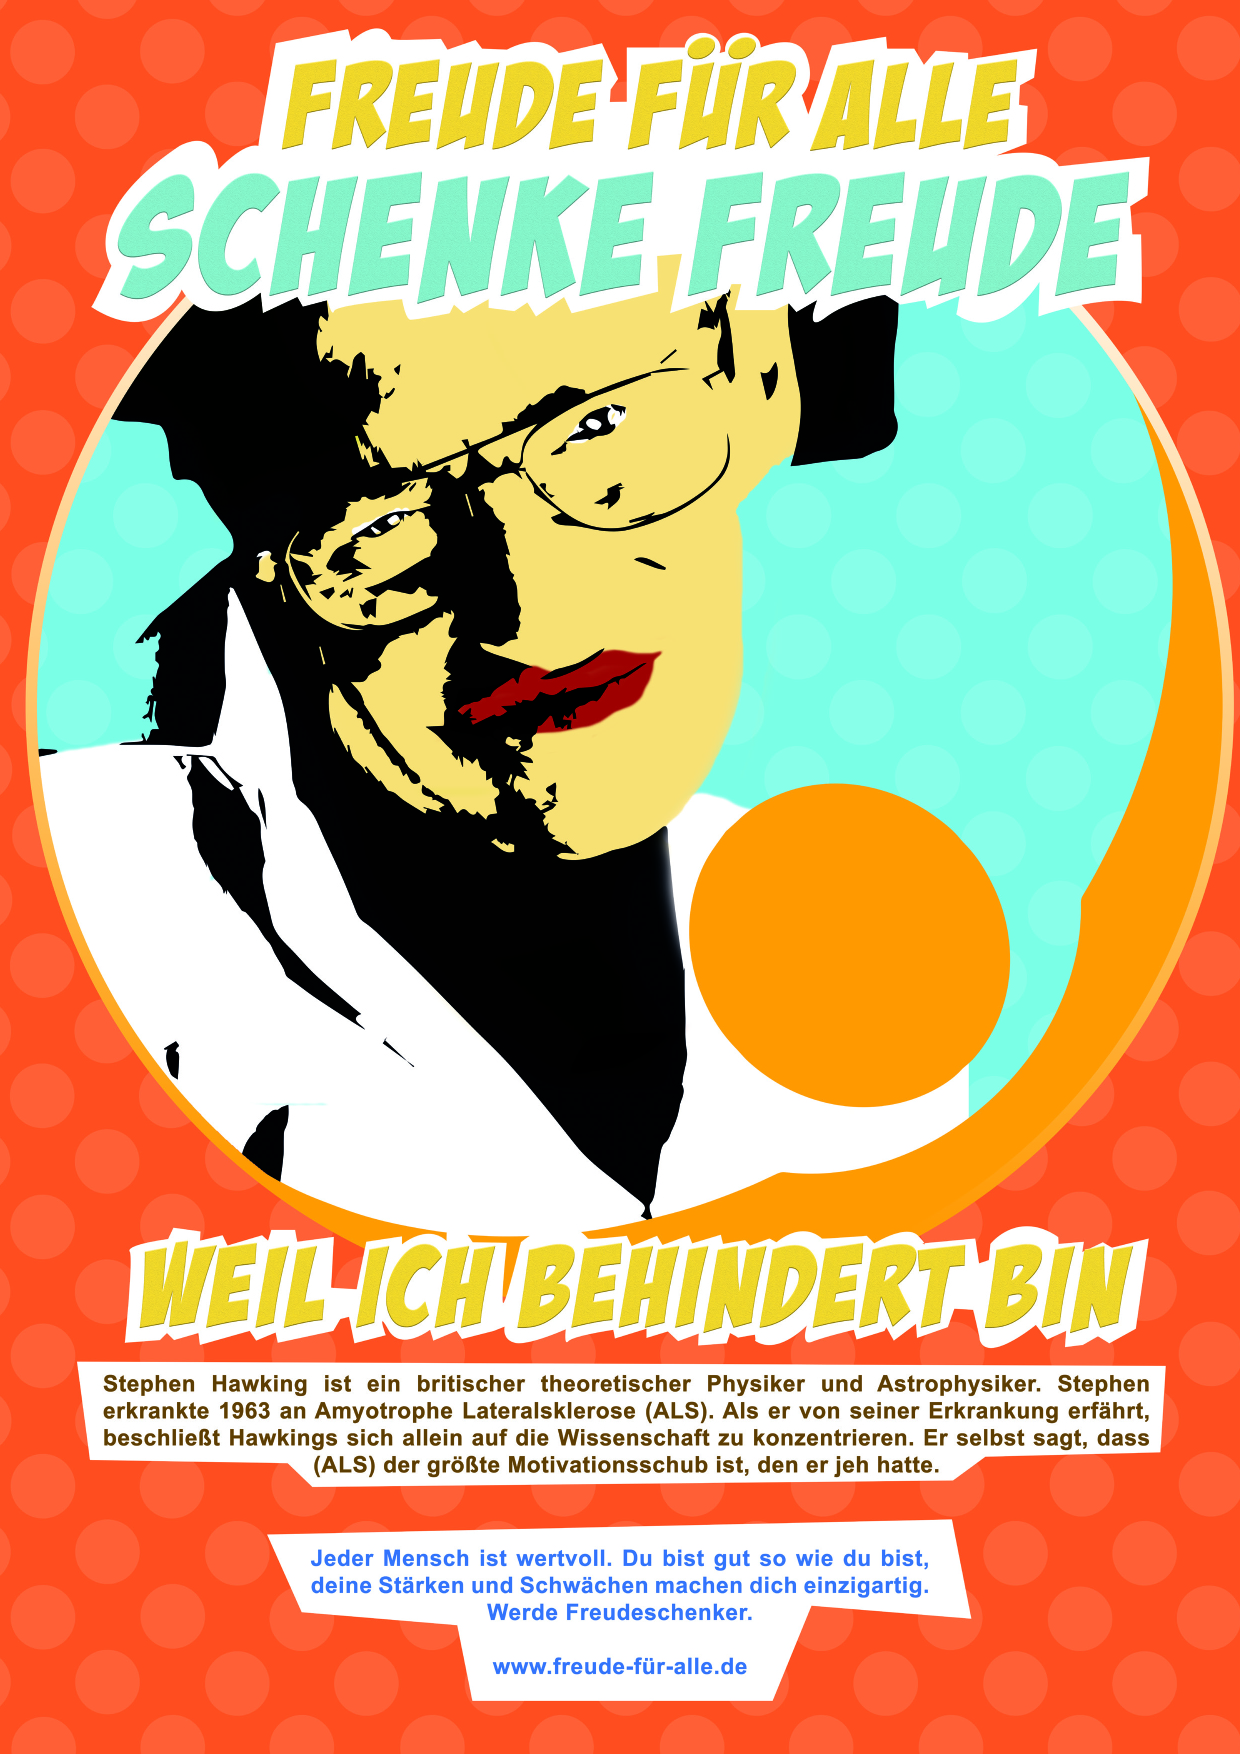 FREUDE FÜR ALLE
SCHENKE FREUDE
WEIL ICH BEHINDERT BIN
Stephen Hawking ist ein britischer theoretischer Physiker und Astrophysiker. Stephen
erkrankte 1963 an Amyotrophe Lateralsklerose (ALS). Als er von seiner Erkrankung erfährt,
beschließt Hawkings sich allein auf die Wissenschaft zu konzentrieren. Er selbst sagt, dass
(ALS) der größte Motivationsschub ist, den er jeh hatte.
Jeder Mensch ist wertvoll. Du bist gut so wie du bist,
deine Stärken und Schwächen machen dich einzigartig.
Werde Freudeschenker.
www.freude-für-alle.de